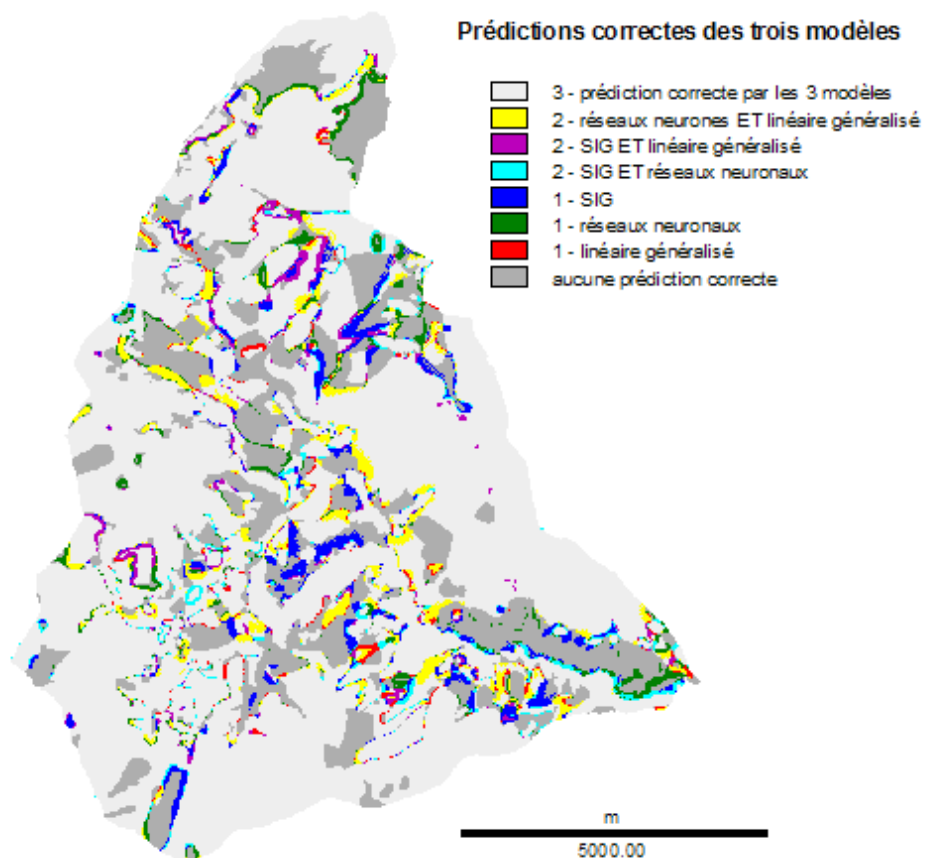 Prédictions correctes des trois modèles
3 - prédiction correcte par les 3 modèles
2 - réseaux neurones ET linéaire généralisé
2 - SIG ET linéaire généralisé
2 - SIG ET réseaux neuronaux
1 - SIG
1 - réseaux neuronaux
1 - linéaire généralisé
aucune prédiction correcte
m
5000.00